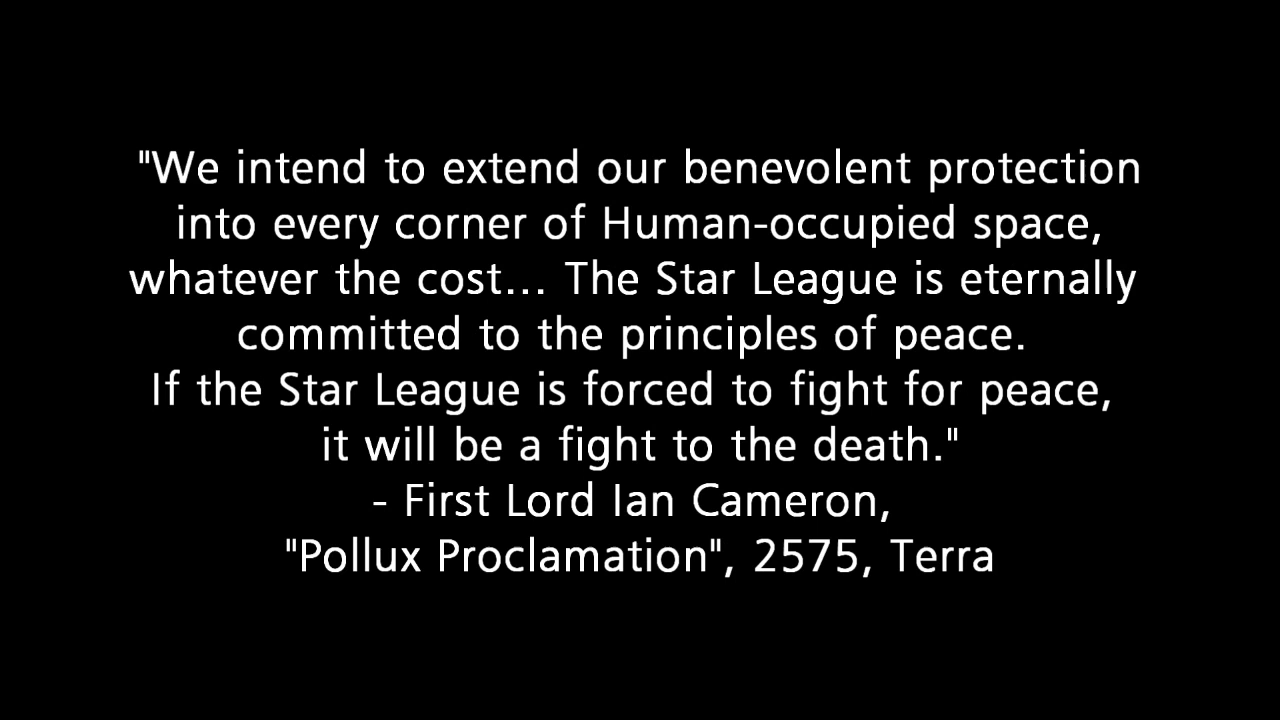 "We intend to extend our benevolent protection
into every corner of Human-occupied space,
whatever the cost... The Star League is eternally
committed to the principles of peace.
If the Star League is forced to fight for peace,
it will be a fight to the death."
- First Lord Ian Cameron,
"Pollux Proclamation", 2575, Terra